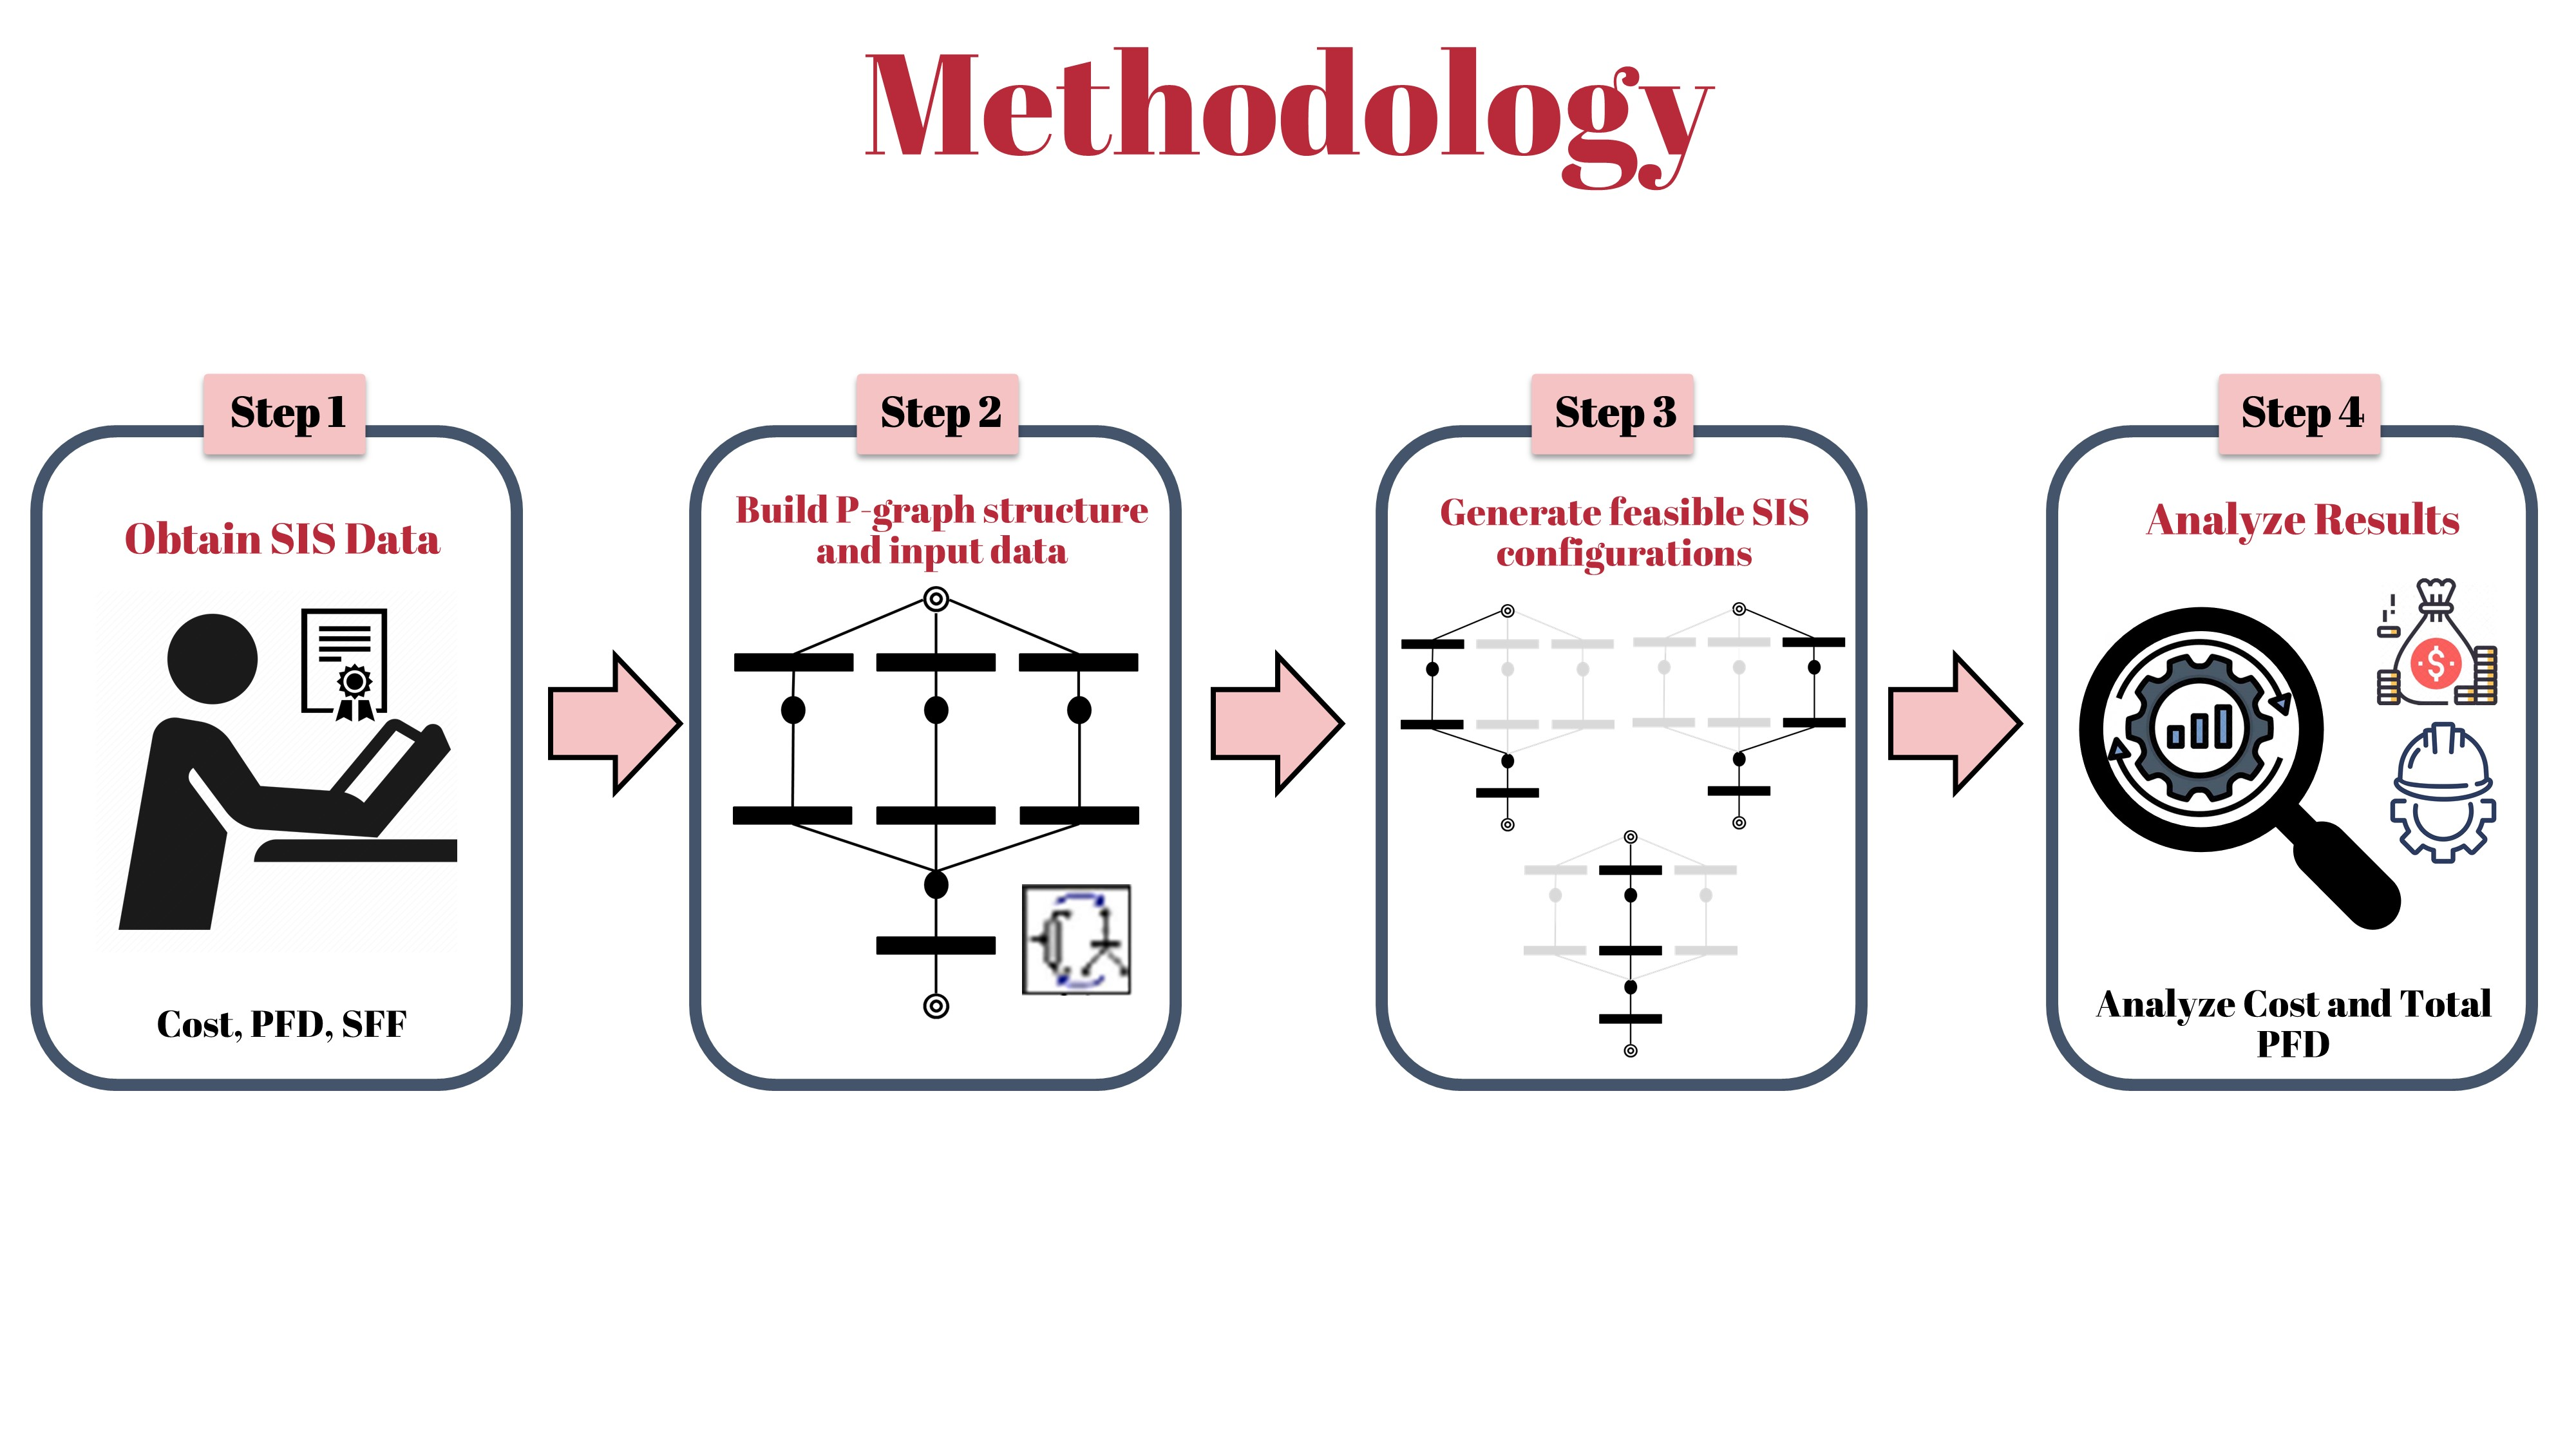 Methodology
Step 1
Obtain SIS Data
Cost, PFD, SFF
Step 2
Build P-graph structure
and input data
Step 3
Generate feasible SIS
configurations
Step 4
Analyze Results
$
Analyze Cost and Total
PFD